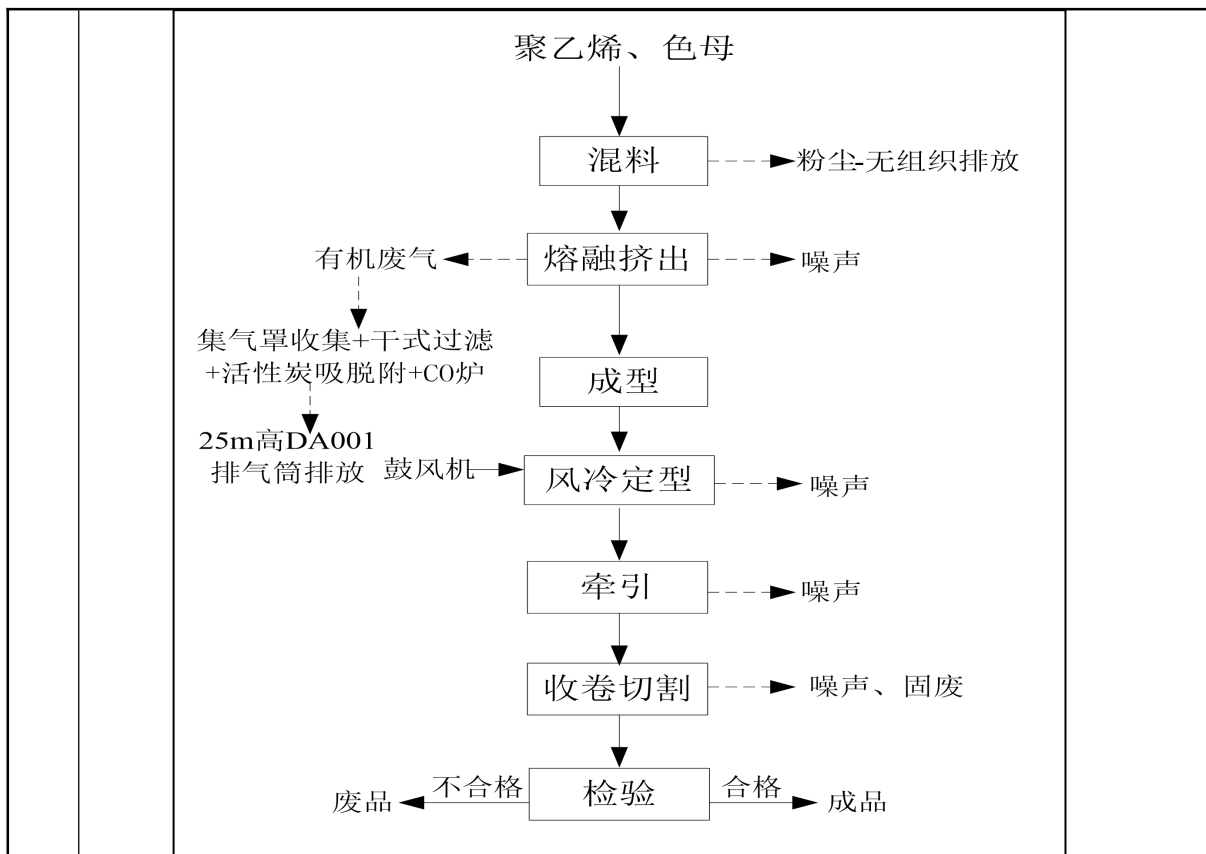 聚乙烯、色母
混料
粉尘-无组织排放
有机废气
熔融挤出
噪声
集气罩收集+干式过滤
+活性炭吸脱附+CO炉
成型
25m高DA001
排气筒排放
鼓风机
风冷定型
噪声
牵引
噪声
收卷切割
噪声、固废
废品
不合格
检验
合格
成品